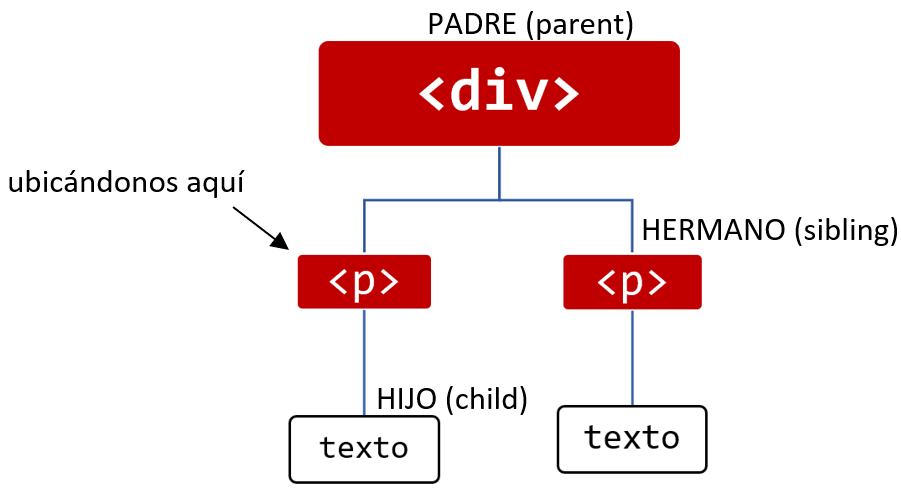 PADRE (parent)
<div>
ubicándonos aquí
HERMANO (sibling)
<p>
<p>
HIJO (child)
texto
texto